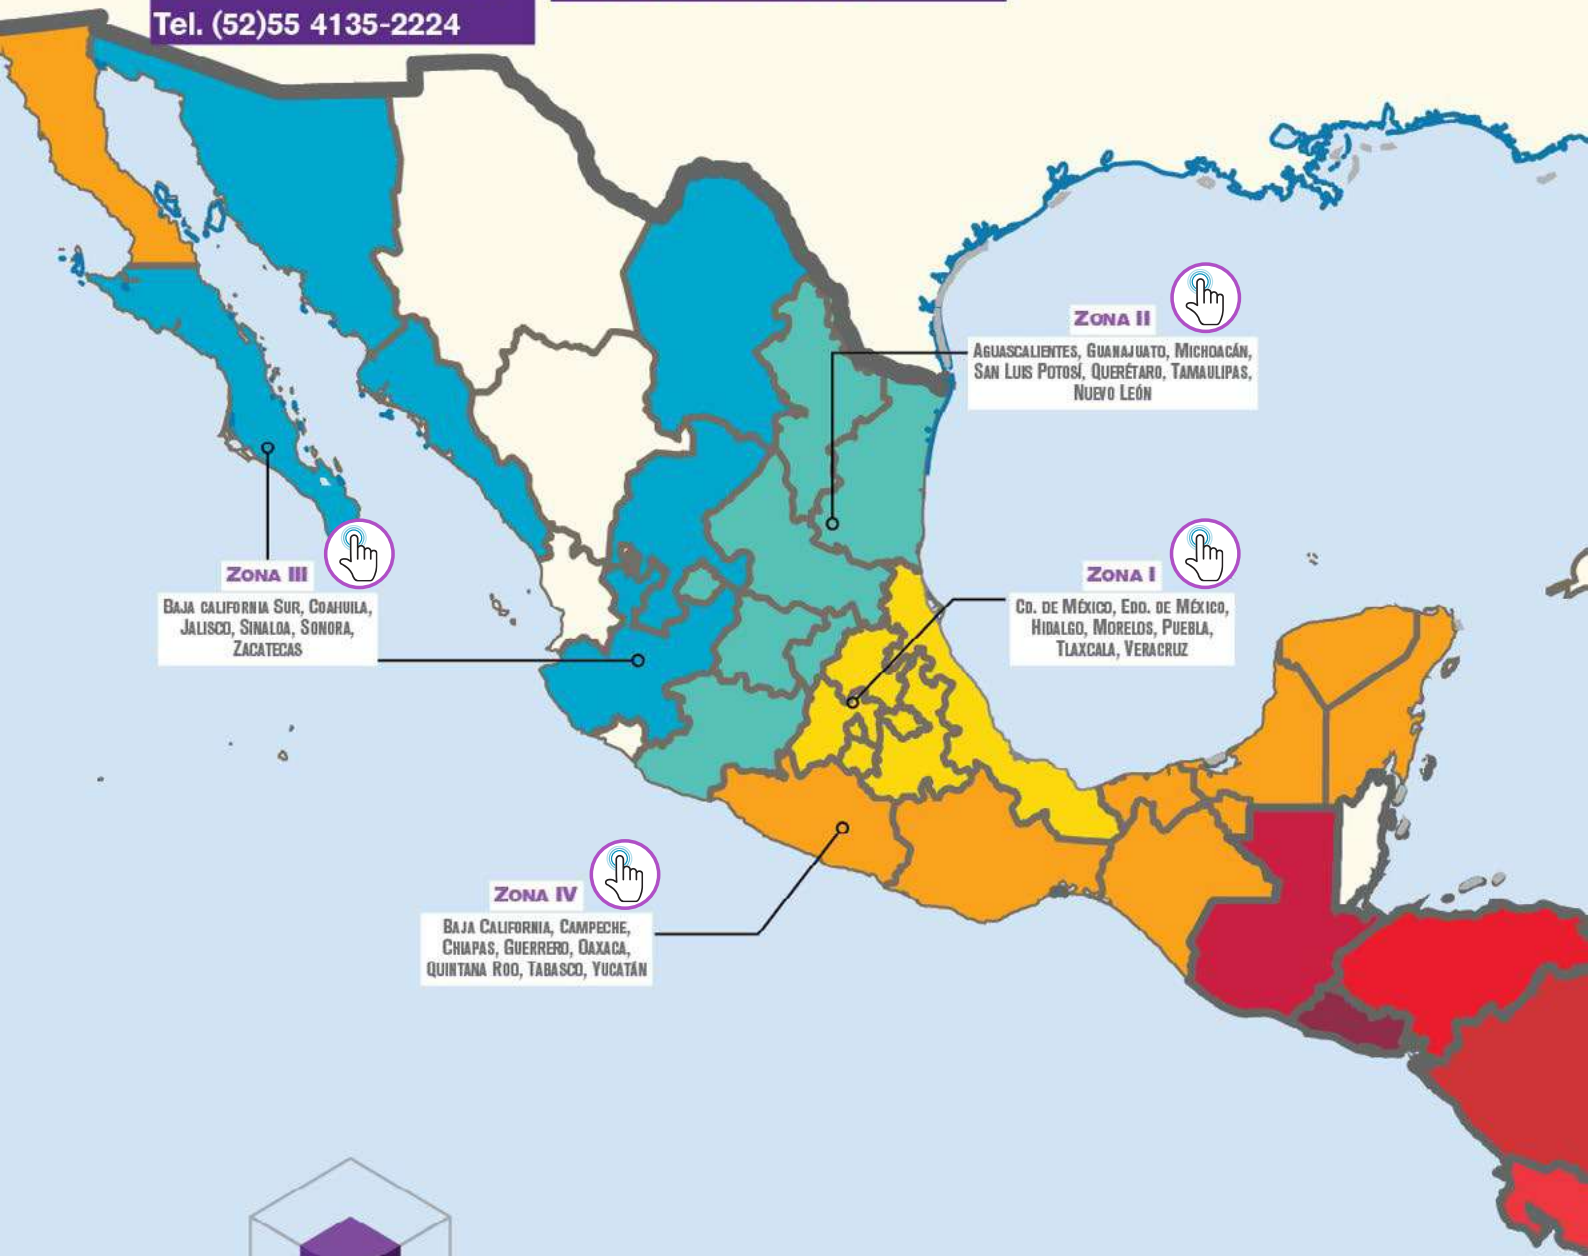 Tel. (52)55 4135-2224
ZONA II
AGUASCALIENTES, GUANAJUATO, MICHOACÁN,
SAN LUIS POTOSÍ, QUERÉTARO, TAMAULIPAS,
NUEVO LEÓN
ZONA III
BAJA CALIFORNIA SUR, COAHUILA,
JALISCO, SINALOA, SONORA,
ZACATECAS
ZONA I
CD. DE MÉXICO, EDO. DE MÉXICO,
HIDALGO, MORELOS, PUEBLA,
TLAXCALA, VERACRUZ
ZONA IV
BAJA CALIFORNIA, CAMPECHE,
CHIAPAS, GUERRERO, OAXACA,
QUINTANA ROO, TABASCO, YUCATÁN